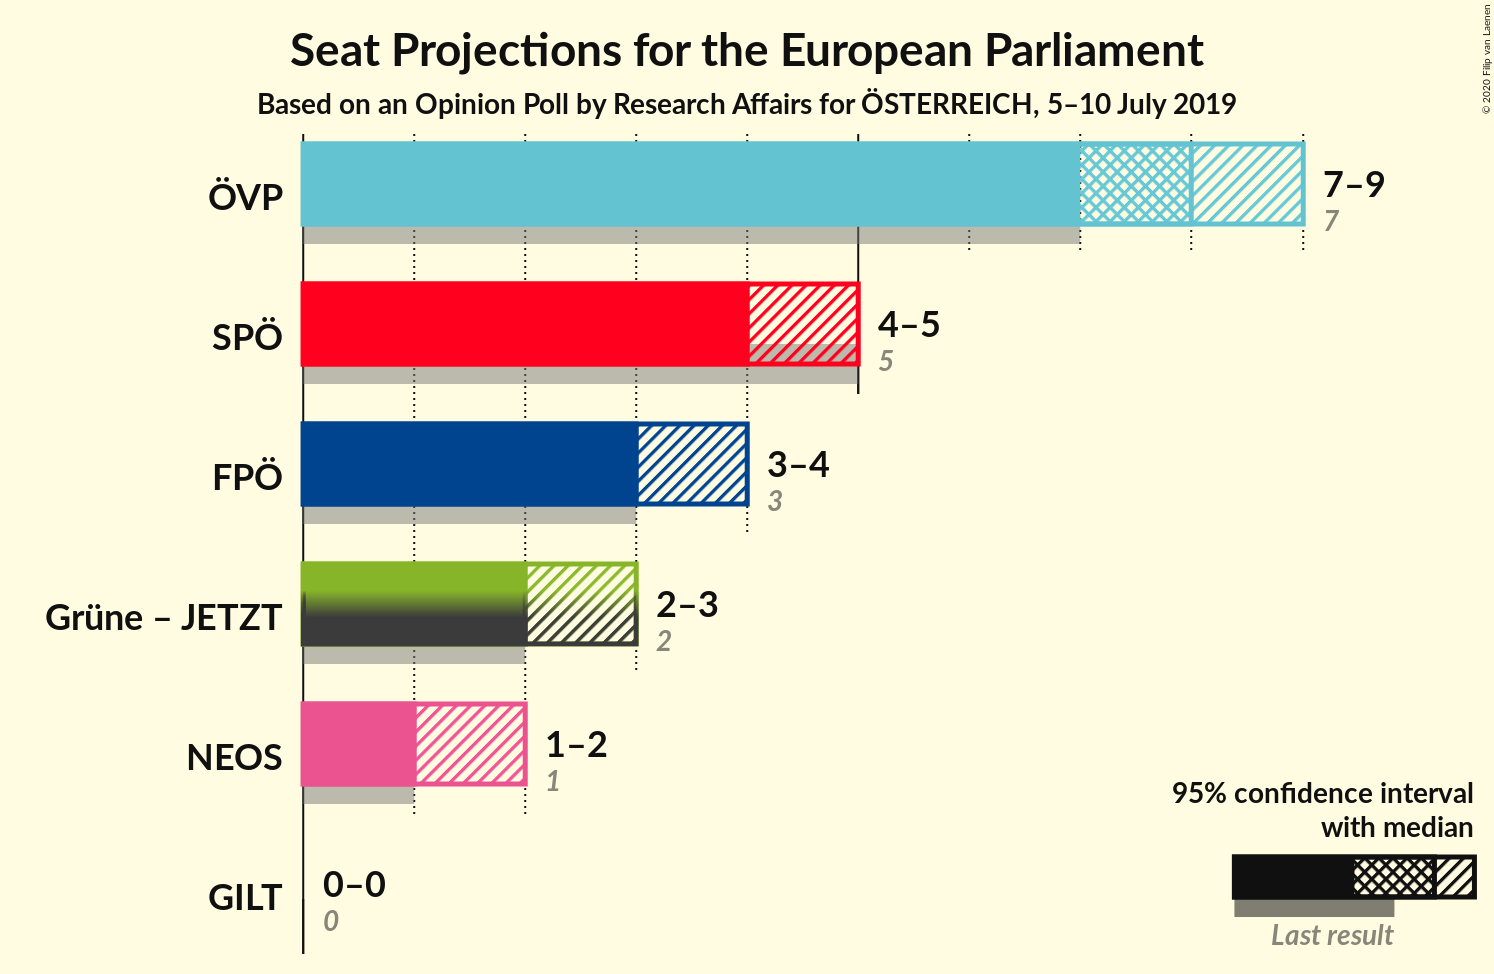 Seat Projections for the European Parliament
Based on an Opinion Poll by Research Affairs for ÖSTERREICH, 5–10 July 2019
© 2020 Filip van Laenen
ÖVP
7–9
7
SPÖ
4–5
5
FPÖ
3–4
3
Grüne – JETZT
2–3
2
NEOS
1–2
1
GILT
0–0
0
95% confidence interval
with median
Last result